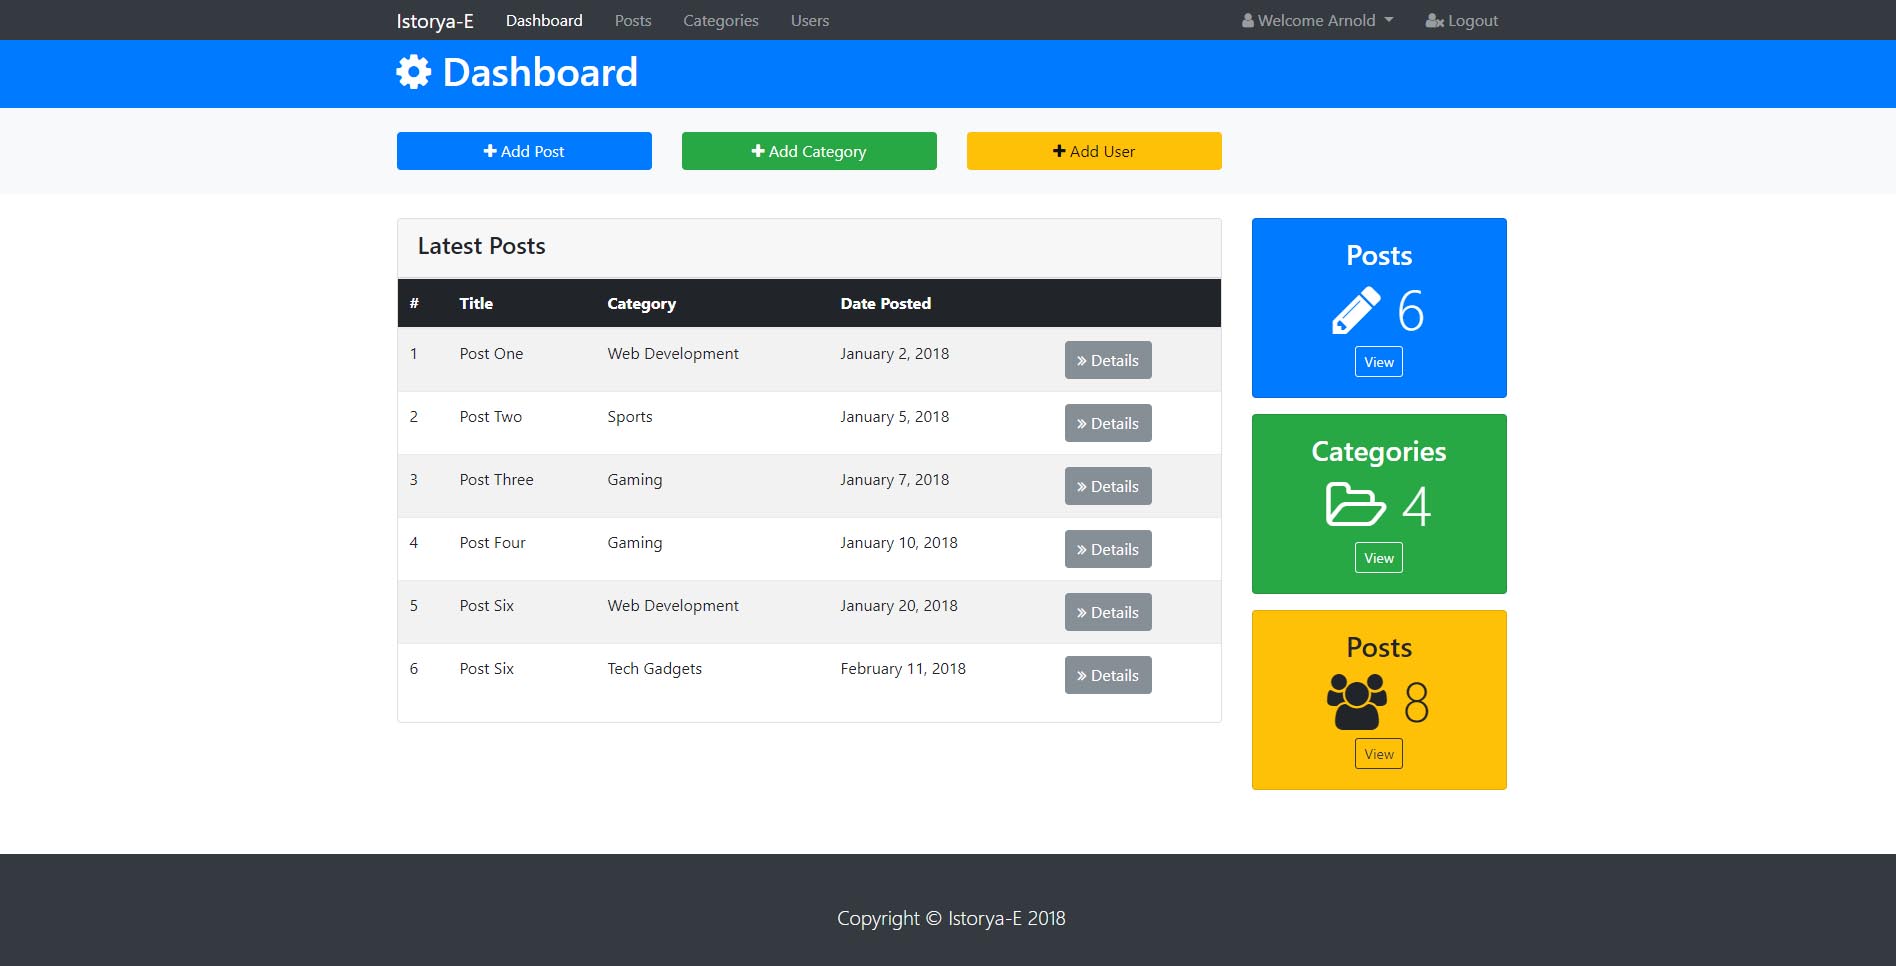 Istorya-E Dashboard Posts Categories Users Welcome Arnold Logout
Dashboard
Add Post Add Category Add User
Latest Posts
# Title Category Date Posted
1 Post One Web Development January 2, 2018 » Details
2 Post Two Sports January 5, 2018 » Details
3 Post Three Gaming January 7, 2018 » Details
4 Post Four Gaming January 10, 2018 » Details
5 Post Six Web Development January 20, 2018 » Details
6 Post Six Tech Gadgets February 11, 2018 » Details
Posts
6
View
Categories
4
View
Posts
8
View
Copyright © Istorya-E 2018